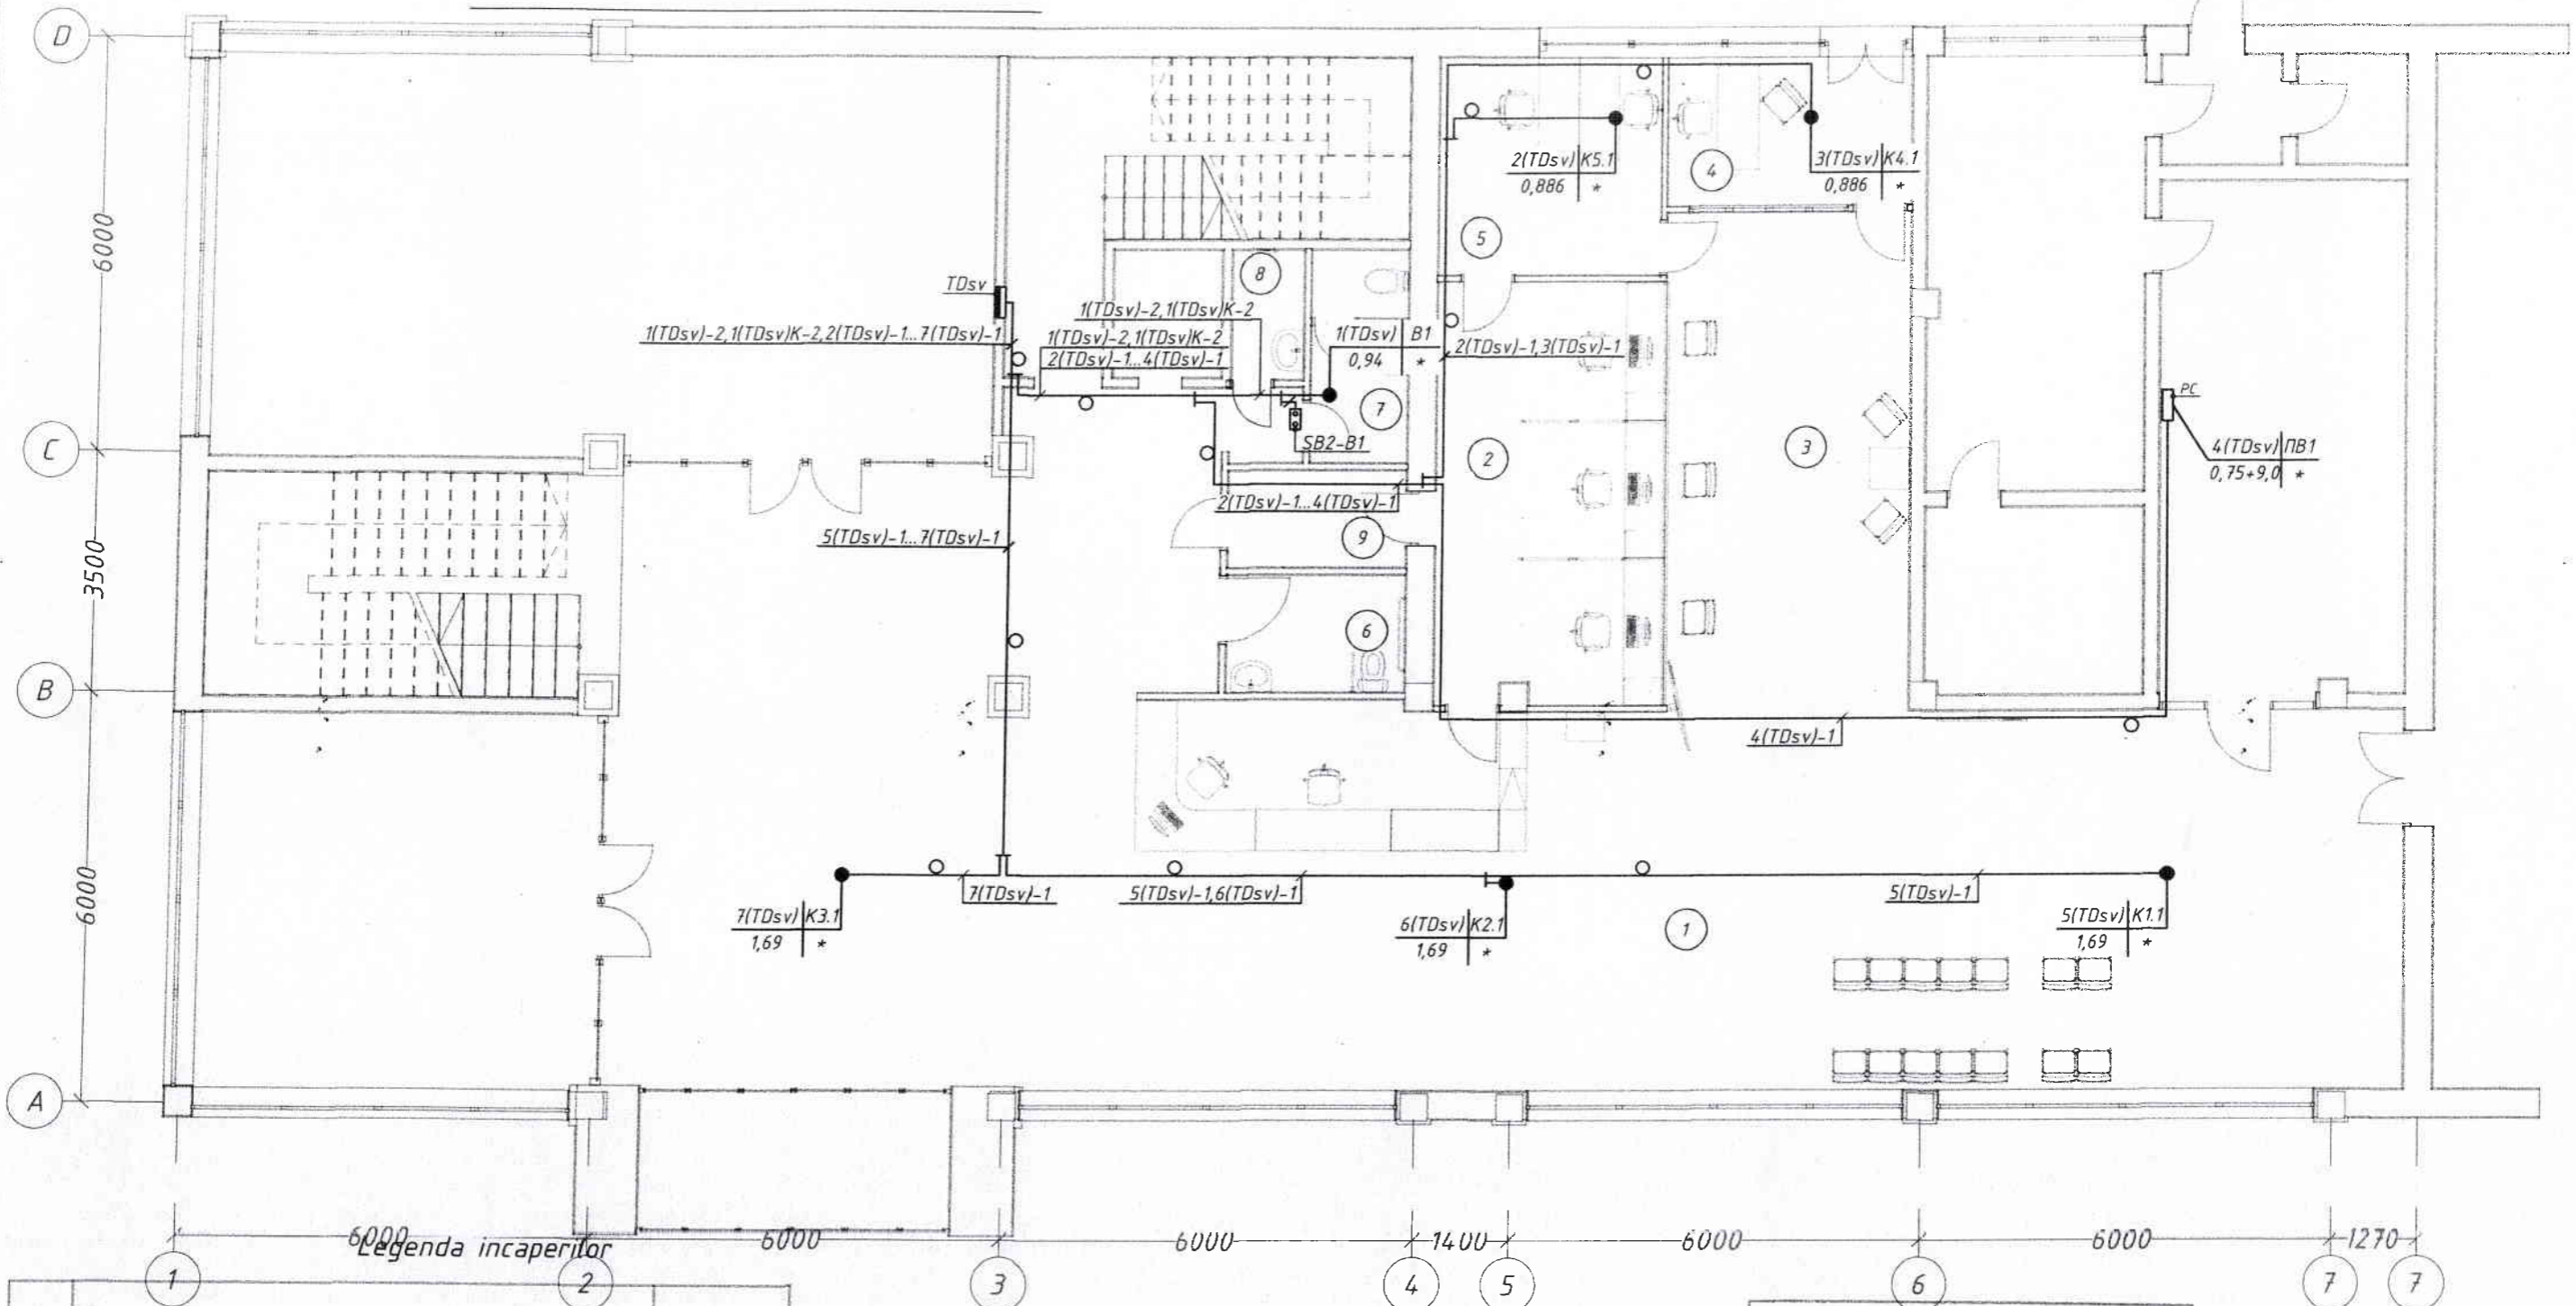 D
6000
C
3500
B
6000
A
TDsv
1(TDsv)-2,1(TDsv)K-2,2(TDsv)-1...7(TDsv)-1
1(TDsv)-2,1(TDsv)K-2
1(TDsv)-2,1(TDsv)K-2
2(TDsv)-1...4(TDsv)-1
8
1(TDsv) B1
0,94 *
7
SB2-B1
2(TDsv)-1...4(TDsv)-1
5(TDsv)-1...7(TDsv)-1
9
6
2(TDsv) K5.1
0,886 *
3(TDsv) K4.1
0,886 *
4
5
2(TDsv)-1,3(TDsv)-1
2
3
PC
4(TDsv) ПВ1
0,75+9,0 *
4(TDsv)-1
7(TDsv)-1
5(TDsv)-1,6(TDsv)-1
5(TDsv)-1
7(TDsv) K3.1
1,69 *
6(TDsv) K2.1
1,69 *
1
5(TDsv) K1.1
1,69 *
6000
6000
6000
1400
6000
6000
1270
Legenda incaperilor
1
2
3
4
5
6
7
7